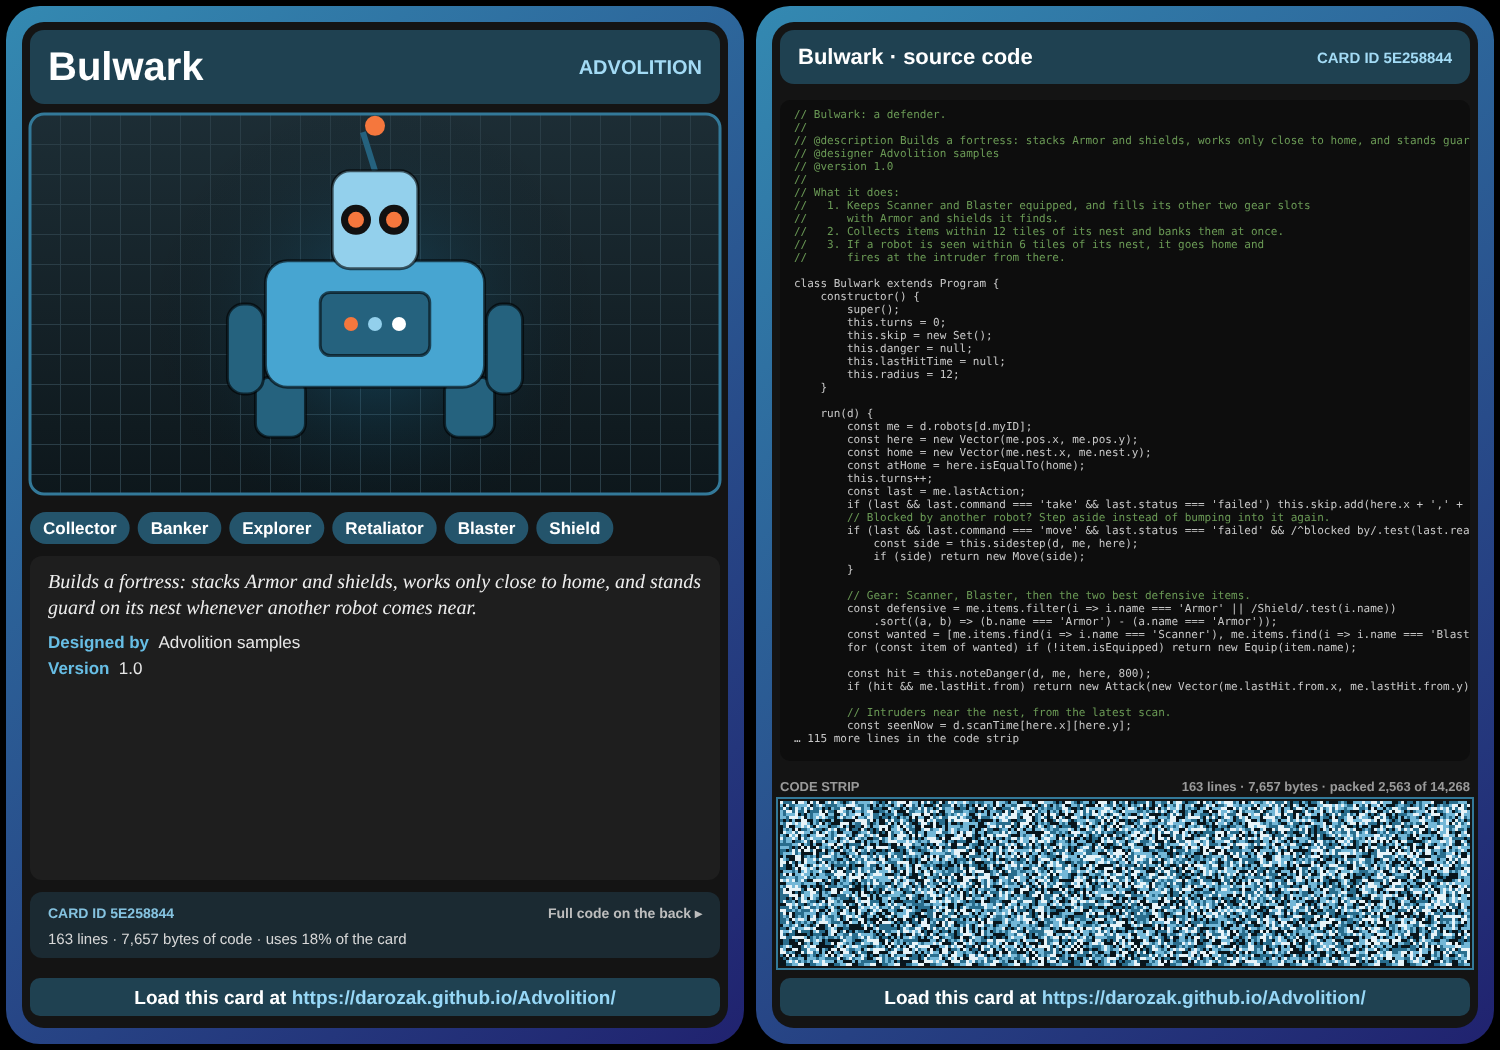 Bulwark
ADVOLITION
Collector Banker Explorer Retaliator Blaster Shield
Builds a fortress: stacks Armor and shields, works only close to home, and stands
guard on its nest whenever another robot comes near.
Designed by Advolition samples
Version 1.0
CARD ID 5E258844
Full code on the back ▸
163 lines · 7,657 bytes of code · uses 18% of the card
Load this card at https://darozak.github.io/Advolition/
Bulwark · source code
CARD ID 5E258844
// Bulwark: a defender.
//
// @description Builds a fortress: stacks Armor and shields, works only close to home, and stands guar
// @designer Advolition samples
// @version 1.0
//
// What it does:
//   1. Keeps Scanner and Blaster equipped, and fills its other two gear slots
//      with Armor and shields it finds.
//   2. Collects items within 12 tiles of its nest and banks them at once.
//   3. If a robot is seen within 6 tiles of its nest, it goes home and
//      fires at the intruder from there.

class Bulwark extends Program {
    constructor() {
        super();
        this.turns = 0;
        this.skip = new Set();
        this.danger = null;
        this.lastHitTime = null;
        this.radius = 12;
    }

    run(d) {
        const me = d.robots[d.myID];
        const here = new Vector(me.pos.x, me.pos.y);
        const home = new Vector(me.nest.x, me.nest.y);
        const atHome = here.isEqualTo(home);
        this.turns++;
        const last = me.lastAction;
        if (last && last.command === 'take' && last.status === 'failed') this.skip.add(here.x + ',' +
        // Blocked by another robot? Step aside instead of bumping into it again.
        if (last && last.command === 'move' && last.status === 'failed' && /^blocked by/.test(last.rea
            const side = this.sidestep(d, me, here);
            if (side) return new Move(side);
        }

        // Gear: Scanner, Blaster, then the two best defensive items.
        const defensive = me.items.filter(i => i.name === 'Armor' || /Shield/.test(i.name))
            .sort((a, b) => (b.name === 'Armor') - (a.name === 'Armor'));
        const wanted = [me.items.find(i => i.name === 'Scanner'), me.items.find(i => i.name === 'Blast
        for (const item of wanted) if (!item.isEquipped) return new Equip(item.name);

        const hit = this.noteDanger(d, me, here, 800);
        if (hit && me.lastHit.from) return new Attack(new Vector(me.lastHit.from.x, me.lastHit.from.y)

        // Intruders near the nest, from the latest scan.
        const seenNow = d.scanTime[here.x][here.y];
… 115 more lines in the code strip
CODE STRIP
163 lines · 7,657 bytes · packed 2,563 of 14,268
Load this card at https://darozak.github.io/Advolition/